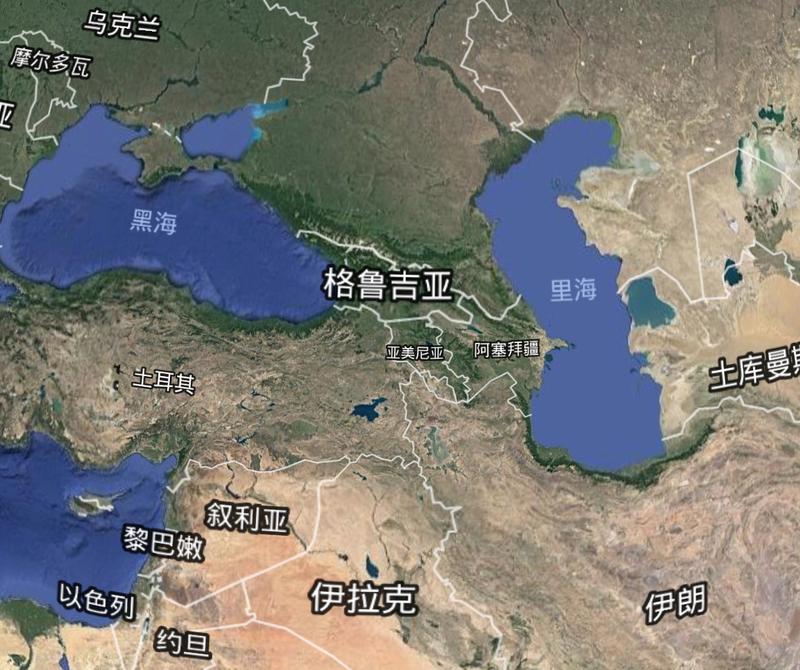 乌克兰
摩尔多瓦
亚
黑海
格鲁吉亚
里海
亚美尼亚
阿塞拜疆
土耳其
土库曼斯
叙利亚
黎巴嫩
以色列
伊拉克
伊朗
约旦